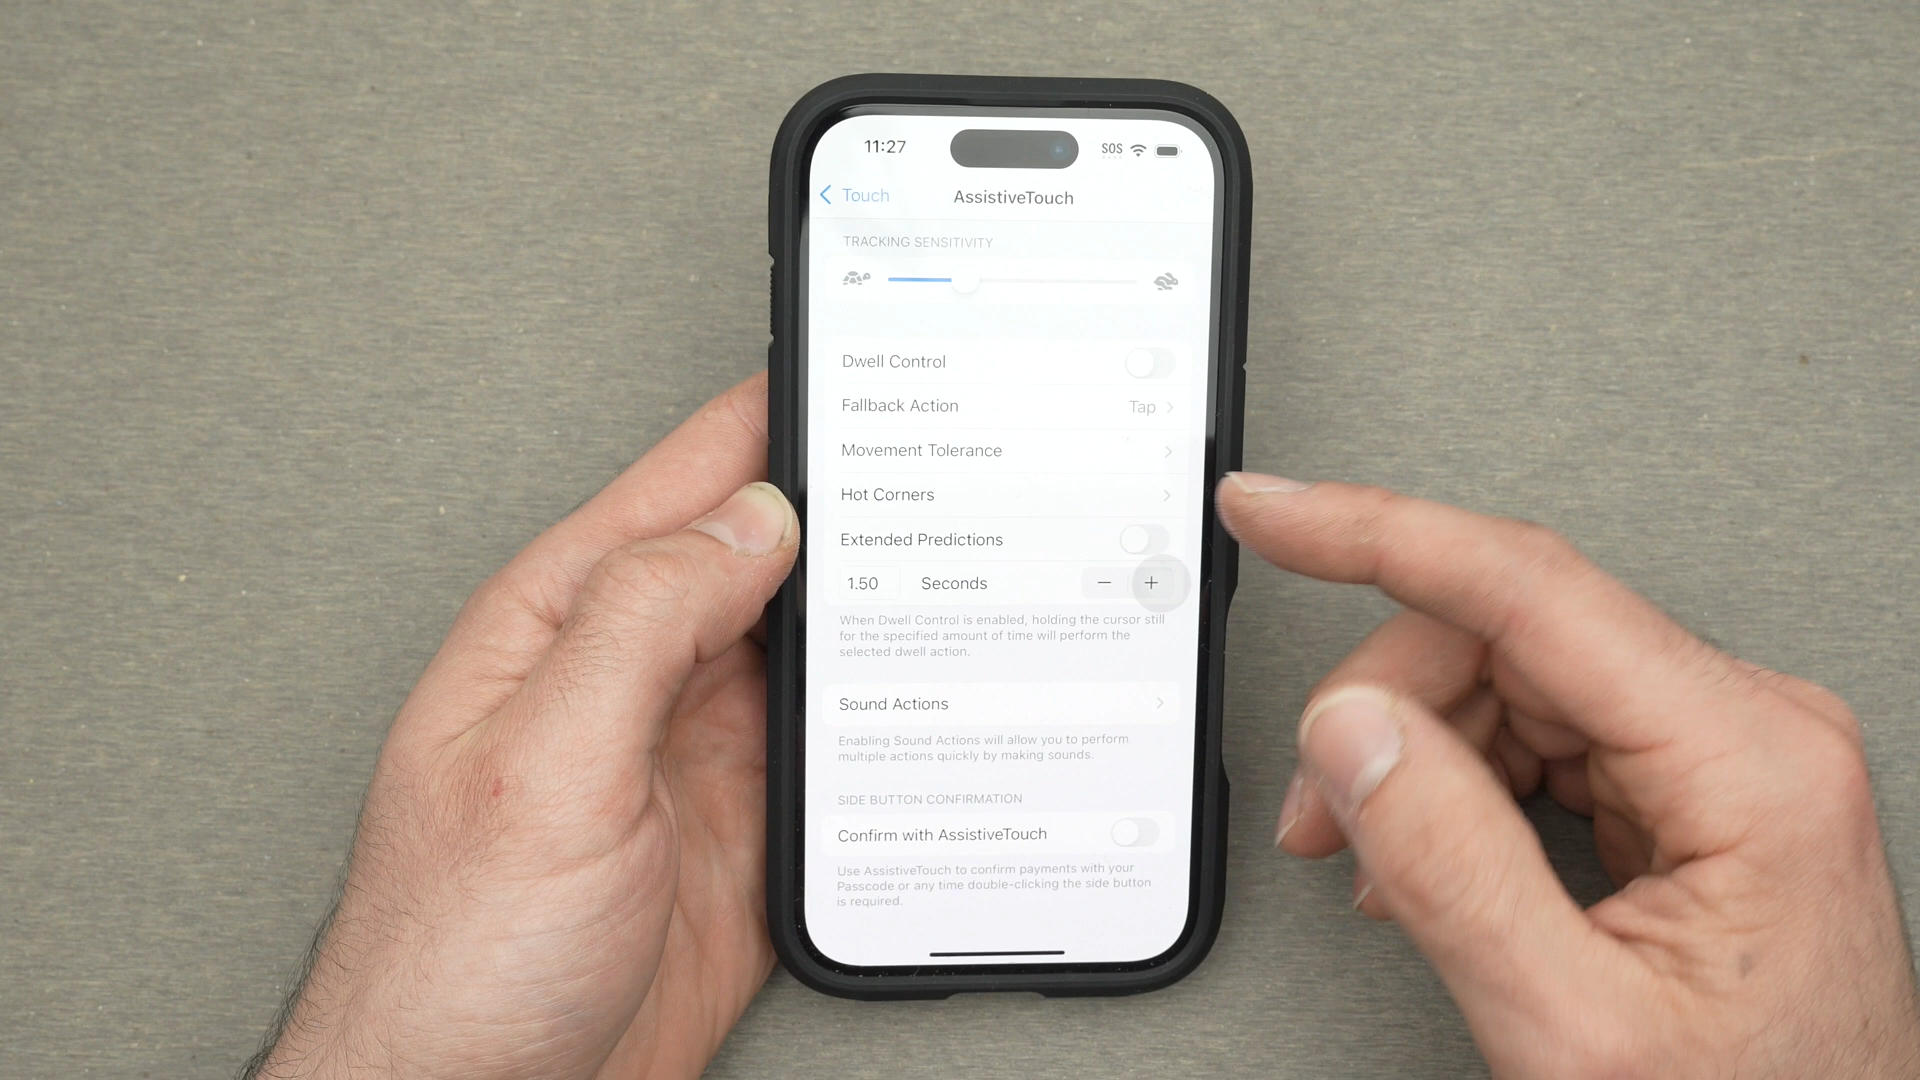 11:27
SOS
Touch
AssistiveTouch
TRACKING SENSITIVITY
Dwell Control
Fallback Action Tap
Movement Tolerance
Hot Corners
Extended Predictions
1.50 Seconds − +
When Dwell Control is enabled, holding the cursor still
for the specified amount of time will perform the
selected dwell action.
Sound Actions
Enabling Sound Actions will allow you to perform
multiple actions quickly by making sounds.
SIDE BUTTON CONFIRMATION
Confirm with AssistiveTouch
Use AssistiveTouch to confirm payments with your
Passcode or any time double-clicking the side button
is required.